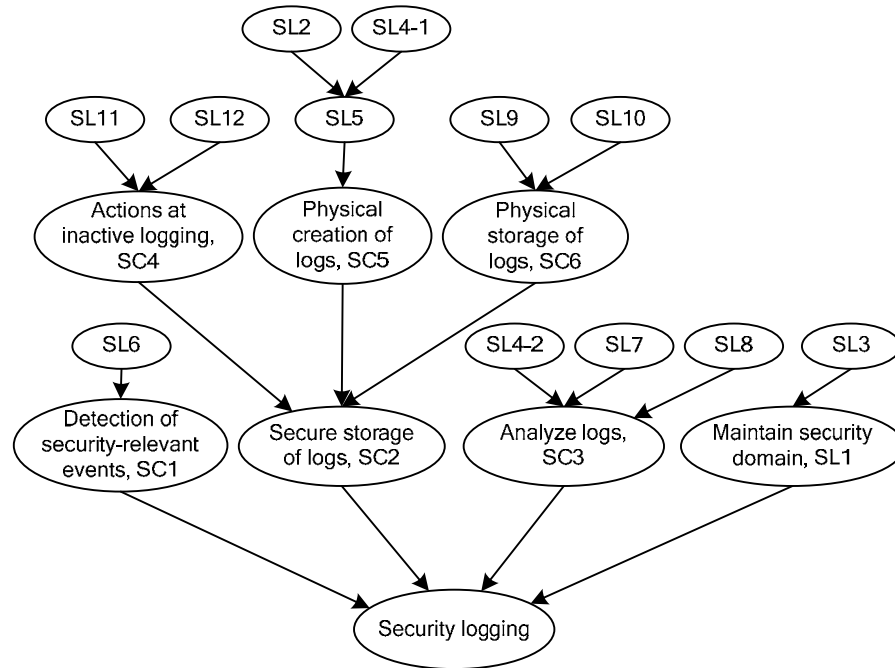 SL2
SL4-1
SL11
SL12
SL5
SL9
SL10
Actions at
inactive logging,
SC4
Physical
creation of
logs, SC5
Physical
storage of
logs, SC6
SL6
SL4-2
SL7
SL8
SL3
Detection of
security-relevant
events, SC1
Secure storage
of logs, SC2
Analyze logs,
SC3
Maintain security
domain, SL1
Security logging